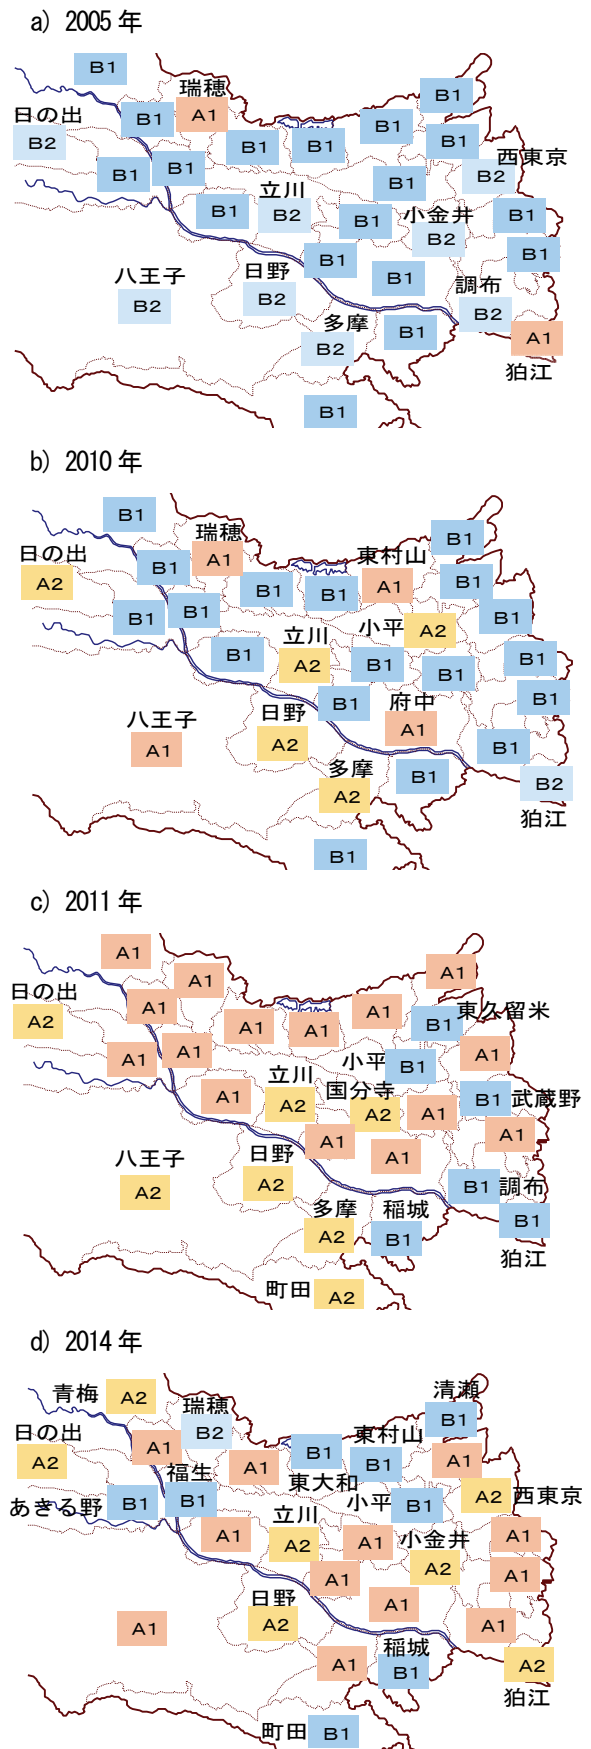 a) 2005 年
B1
瑞穂
B1
日の出
B1
A1
B1
B2
B1
B1
B1
西東京
B1
B1
B1
B2
立川
B1
B2
B1
小金井
B1
B2
B1
B1
八王子
日野
B1
調布
B2
B2
多摩
B1
B2
A1
B2
狛江
B1
b) 2010 年
B1
瑞穂
B1
日の出
B1
A1
東村山
A2
B1
B1
A1
B1
B1
B1
立川
小平
A2
B1
B1
A2
B1
B1
B1
八王子
日野
B1
府中
B1
A1
A2
A1
B1
多摩
B1
B2
A2
狛江
B1
c) 2011 年
A1
A1
A1
日の出
A1
A1
A1
A1
B1
東久留米
A2
A1
A1
小平
B1
A1
立川
国分寺
A1
A2
A2
A1
B1
武蔵野
A1
A1
八王子
日野
A1
A2
A2
B1
調布
多摩
稲城
A2
B1
B1
狛江
町田
A2
d) 2014 年
青梅
A2
清瀬
瑞穂
B1
日の出
A1
B2
東村山
A2
福生
A1
B1
B1
A1
東大和
あきる野
B1
B1
小平
B1
A2
西東京
立川
A1
A2
A1
小金井
A1
A1
A2
A1
日野
A1
A1
A2
A1
稲城
A1
B1
A2
狛江
町田
B1